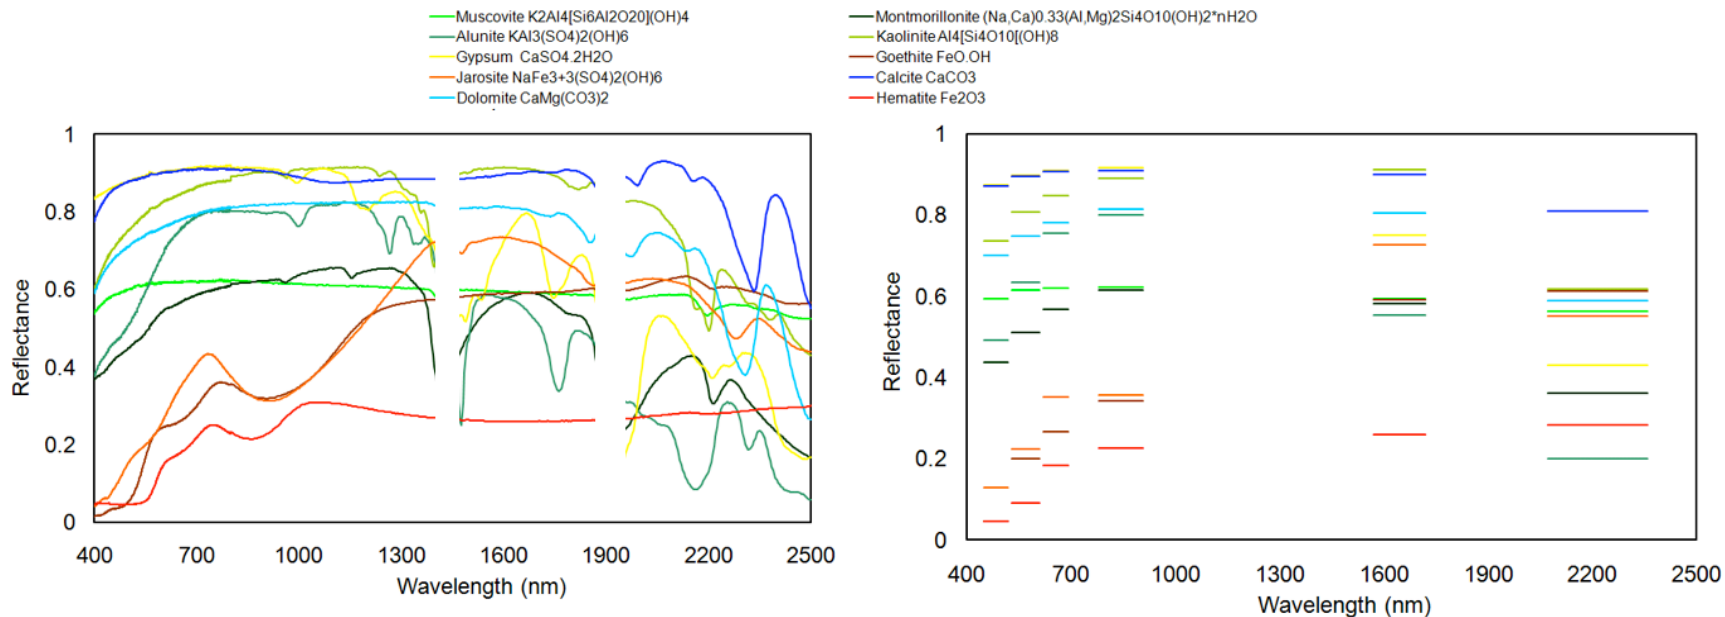 Muscovite K2Al4[Si6Al2O20](OH)4
Montmorillonite (Na,Ca)0.33(Al,Mg)2Si4O10(OH)2*nH2O
Alunite KAl3(SO4)2(OH)6
Kaolinite Al4[Si4O10[(OH)8
Gypsum CaSO4.2H2O
Goethite FeO.OH
Jarosite NaFe3+3(SO4)2(OH)6
Calcite CaCO3
Dolomite CaMg(CO3)2
Hematite Fe2O3
Reflectance
1
0.8
0.6
0.4
0.2
0
400 700 1000 1300 1600 1900 2200 2500
Wavelength (nm)
Reflectance
1
0.8
0.6
0.4
0.2
0
400 700 1000 1300 1600 1900 2200 2500
Wavelength (nm)